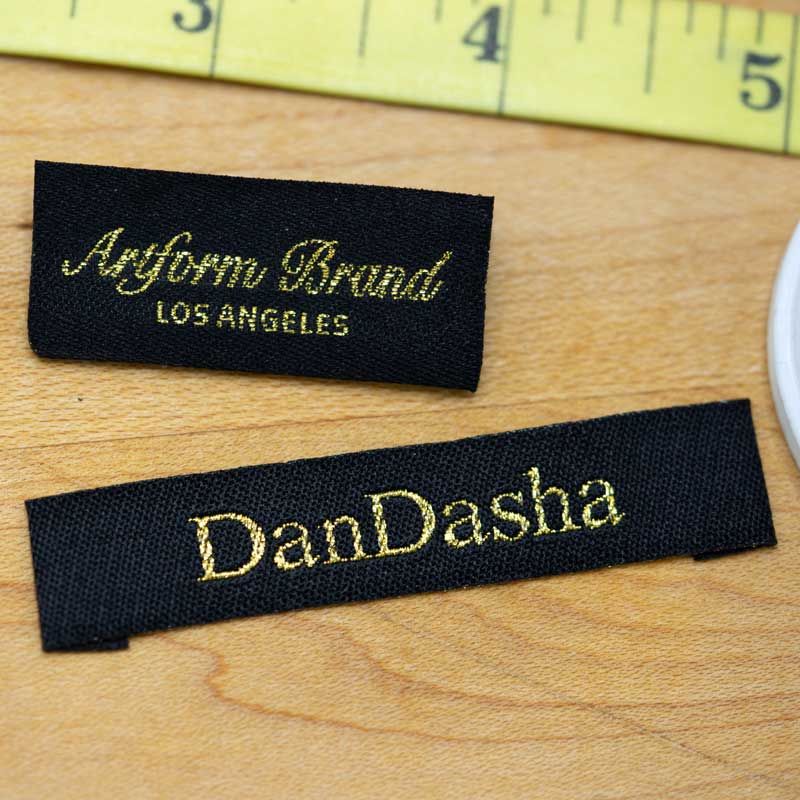 3 4 5
Artform Brand
LOS ANGELES
DanDasha